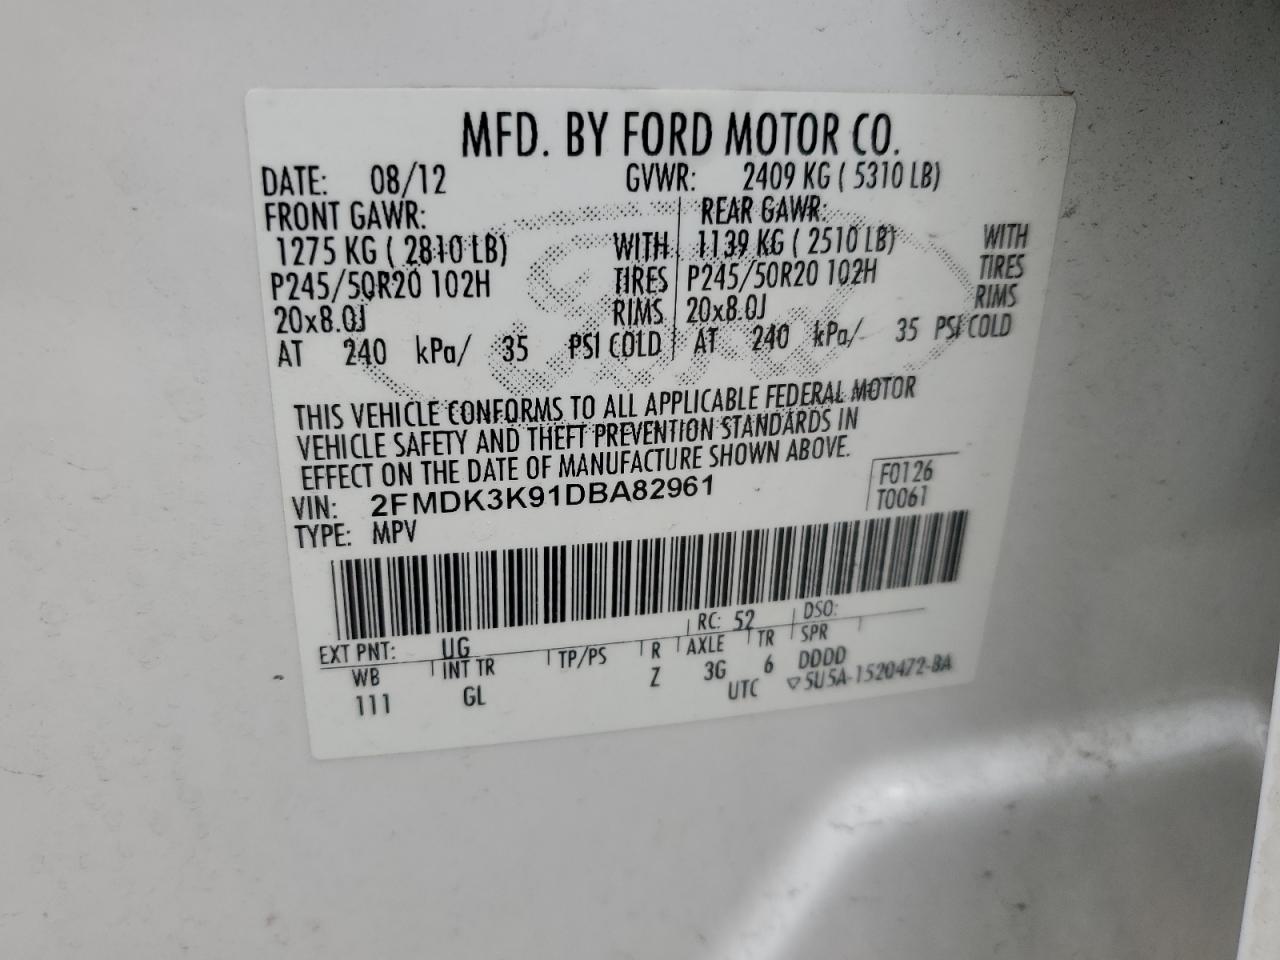 MFD. BY FORD MOTOR CO.
DATE: 08/12 GVWR: 2409 KG ( 5310 LB)
FRONT GAWR: REAR GAWR:
1275 KG ( 2810 LB) WITH 1139 KG ( 2510 LB) WITH
P245/50R20 102H TIRES P245/50R20 102H TIRES
20x8.0J RIMS 20x8.0J RIMS
AT 240 kPa/ 35 PSI COLD AT 240 kPa/ 35 PSI COLD
THIS VEHICLE CONFORMS TO ALL APPLICABLE FEDERAL MOTOR
VEHICLE SAFETY AND THEFT PREVENTION STANDARDS IN
EFFECT ON THE DATE OF MANUFACTURE SHOWN ABOVE.
VIN: 2FMDK3K91DBA82961 F0126
TYPE: MPV T0061
EXT PNT: UG RC: 52 DSO:
WB INT TR TP/PS R AXLE TR SPR
111 GL Z 3G 6 DDDD
UTC ▽5U5A-1520472-BA